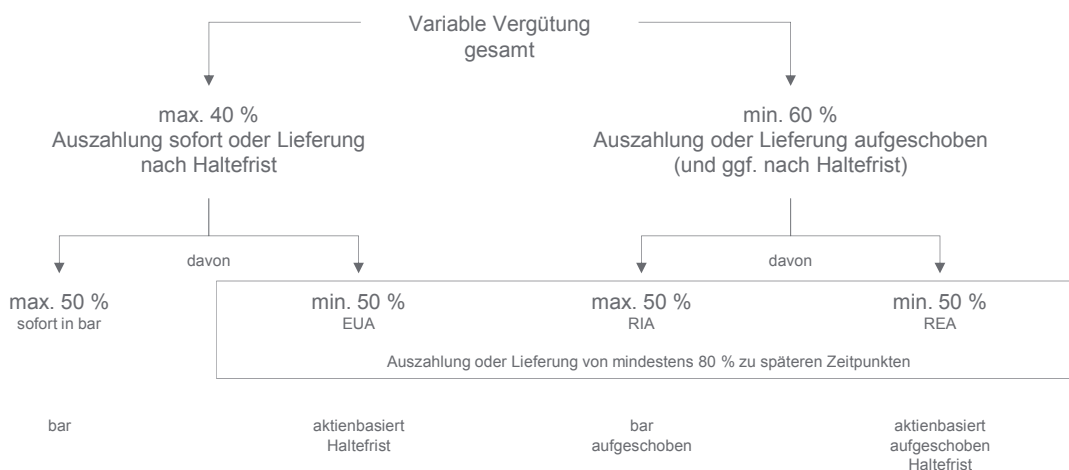 Variable Vergütung
gesamt
max. 40 %
Auszahlung sofort oder Lieferung
nach Haltefrist
min. 60 %
Auszahlung oder Lieferung aufgeschoben
(und ggf. nach Haltefrist)
davon
davon
max. 50 %
sofort in bar
min. 50 %
EUA
max. 50 %
RIA
min. 50 %
REA
Auszahlung oder Lieferung von mindestens 80 % zu späteren Zeitpunkten
bar
aktienbasiert
Haltefrist
bar
aufgeschoben
aktienbasiert
aufgeschoben
Haltefrist